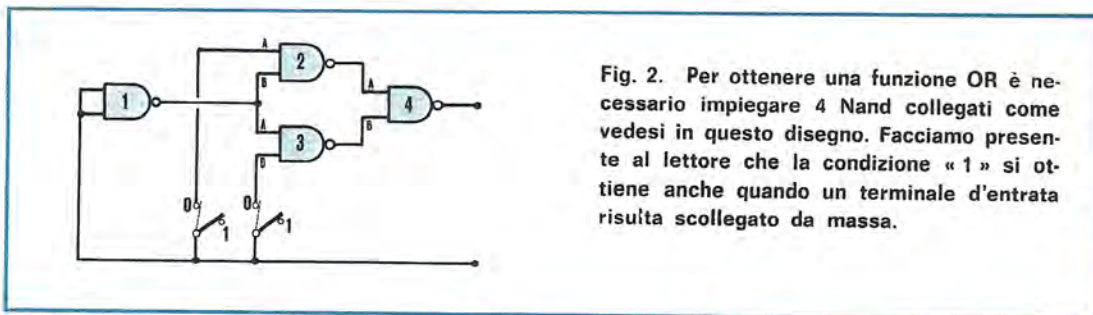 A
2
B
1
A
4
B
A
3
B
0
0
1
1
Fig. 2. Per ottenere una funzione OR è ne-
cessario impiegare 4 Nand collegati come
vedesi in questo disegno. Facciamo presen-
te al lettore che la condizione « 1 » si ot-
tiene anche quando un terminale d'entrata
risulta scollegato da massa.